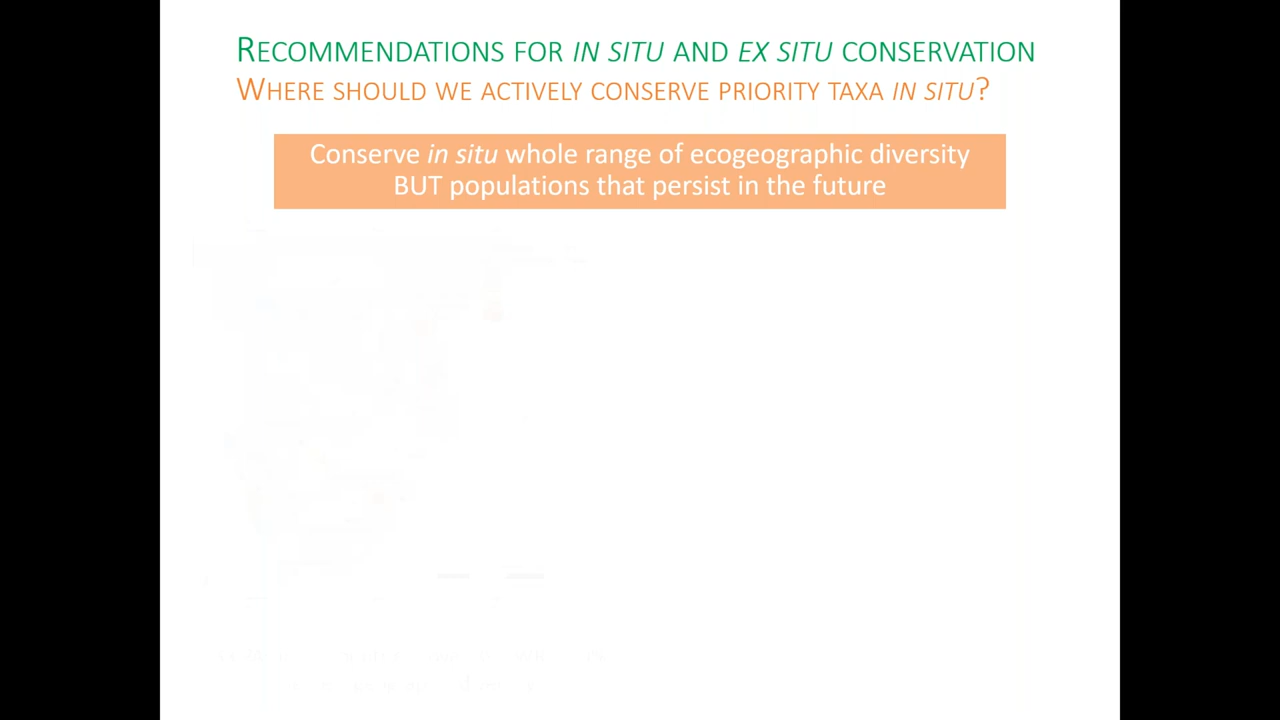 RECOMMENDATIONS FOR IN SITU AND EX SITU CONSERVATION
WHERE SHOULD WE ACTIVELY CONSERVE PRIORITY TAXA IN SITU?
Conserve in situ whole range of ecogeographic diversity
BUT populations that persist in the future